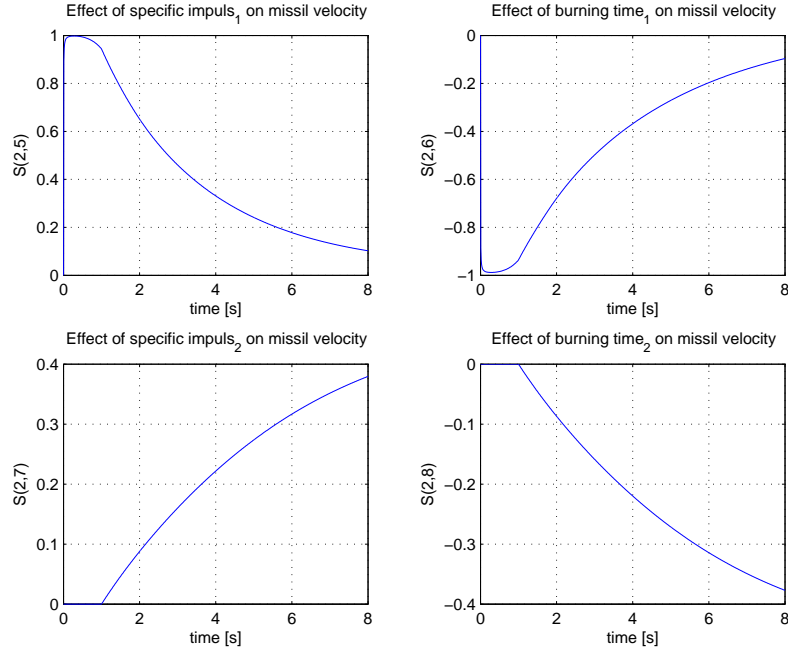 Effect of specific impuls1 on missil velocity
1
0.8
0.6
0.4
0.2
0
S(2,5)
0 2 4 6 8
time [s]
Effect of burning time1 on missil velocity
0
−0.2
−0.4
−0.6
−0.8
−1
S(2,6)
0 2 4 6 8
time [s]
Effect of specific impuls2 on missil velocity
0.4
0.3
0.2
0.1
0
S(2,7)
0 2 4 6 8
time [s]
Effect of burning time2 on missil velocity
0
−0.1
−0.2
−0.3
−0.4
S(2,8)
0 2 4 6 8
time [s]